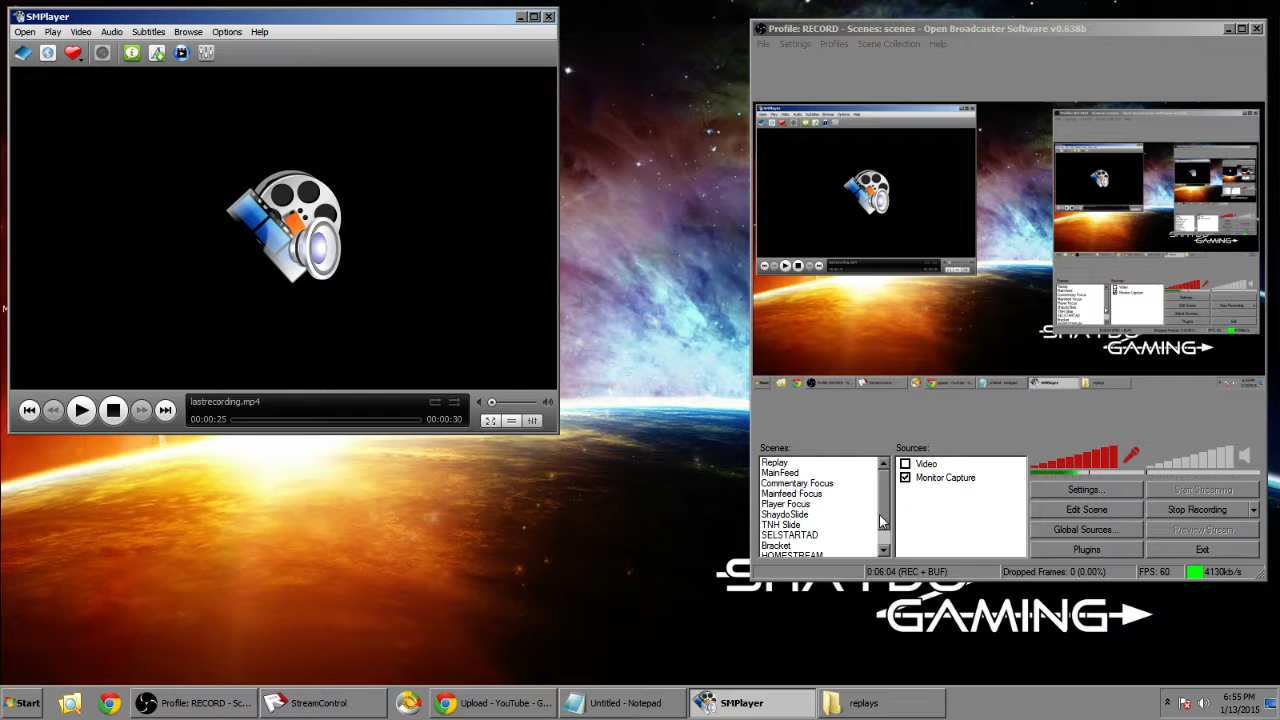 SMPlayer
Open Play Video Audio Subtitles Browse Options Help
lastrecording.mp4
00:00:25 00:00:30
Profile: RECORD - Scenes: scenes - Open Broadcaster Software v0.638b
File Settings Profiles Scene Collection Help
GAMING
Scenes:
Replay
MainFeed
Commentary Focus
Mainfeed Focus
Player Focus
ShaydoSlide
TNH Slide
SELSTARTAD
Bracket
HOMESTREAM
Sources:
Video
Monitor Capture
Settings... Start Streaming
Edit Scene Stop Recording
Global Sources... Preview Stream
Plugins Exit
0:06:04 (REC + BUF) Dropped Frames: 0 (0.00%) FPS: 60 4130kb/s
GAMING
Start Profile: RECORD - Sc... StreamControl Upload - YouTube - G... Untitled - Notepad SMPlayer replays
6:55 PM
1/13/2015